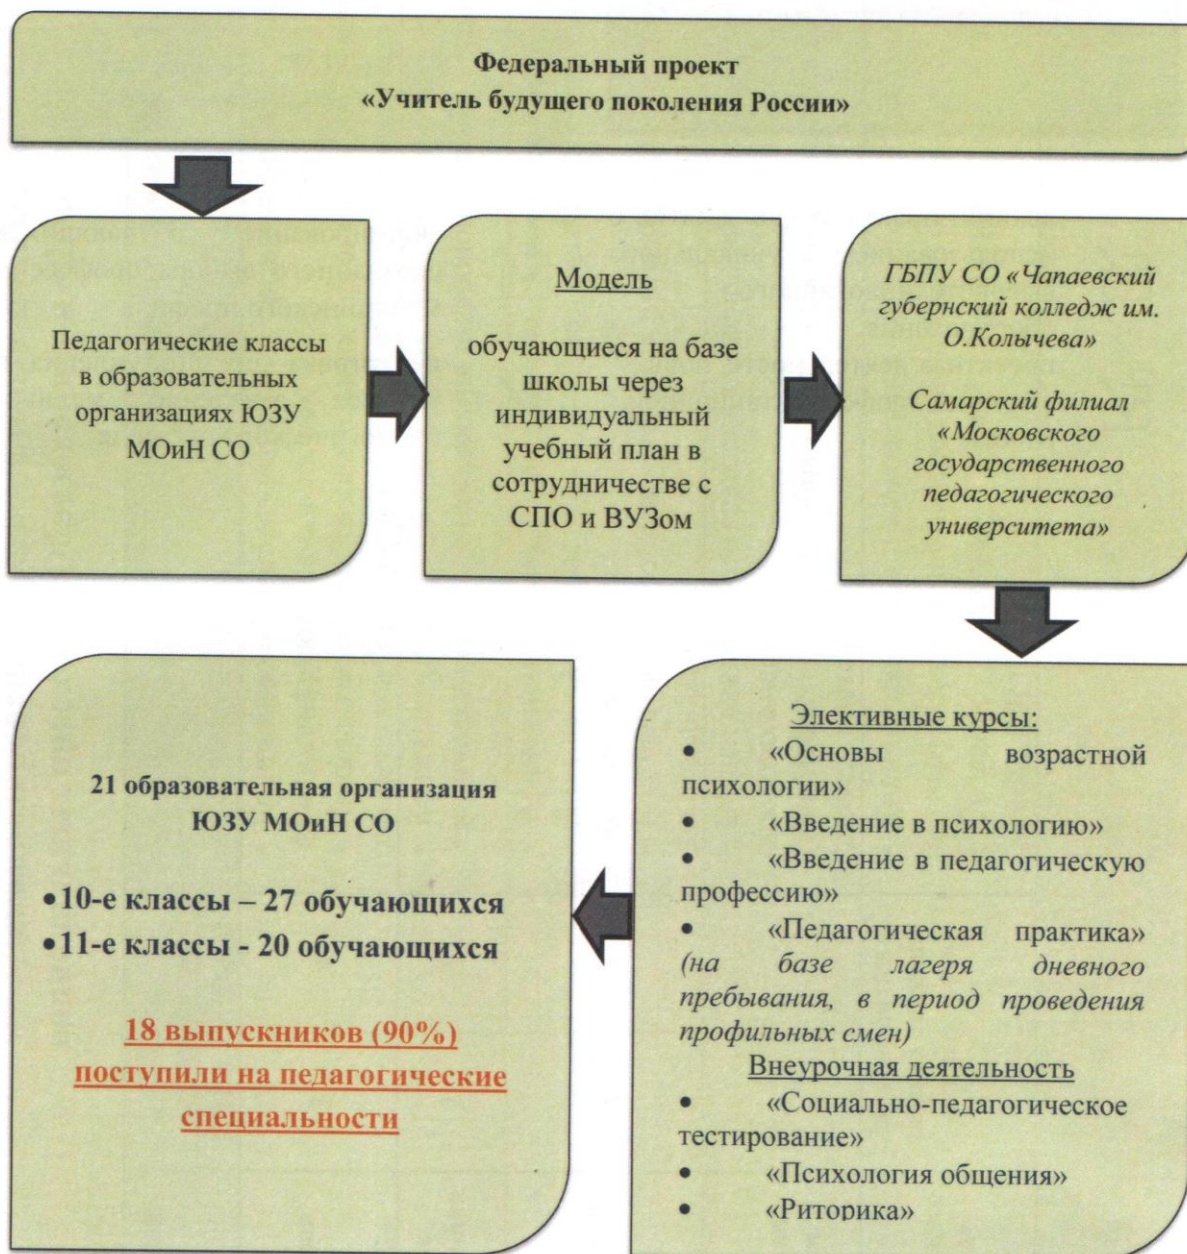 Федеральный проект
«Учитель будущего поколения России»
Педагогические классы
в образовательных
организациях ЮЗУ
МОиН СО
Модель
обучающиеся на базе
школы через
индивидуальный
учебный план в
сотрудничестве с
СПО и ВУЗом
ГБПУ СО «Чапаевский
губернский колледж им.
О.Колычева»
Самарский филиал
«Московского
государственного
педагогического
университета»
Элективные курсы:
• «Основы возрастной
психологии»
• «Введение в психологию»
• «Введение в педагогическую
профессию»
• «Педагогическая практика»
(на базе лагеря дневного
пребывания, в период проведения
профильных смен)
Внеурочная деятельность
• «Социально-педагогическое
тестирование»
• «Психология общения»
• «Риторика»
21 образовательная организация
ЮЗУ МОиН СО
•10-е классы – 27 обучающихся
•11-е классы - 20 обучающихся
18 выпускников (90%)
поступили на педагогические
специальности